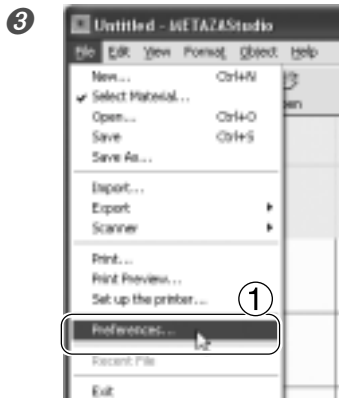 3
Untitled - METAZAStudio
File Edit View Format Object Help
New... Ctrl+N
✓ Select Material...
Open... Ctrl+O
Save Ctrl+S
Save As...
Import...
Export
Scanner
Print...
Print Preview...
Set up the printer...
1
Preferences...
Recent File
Exit